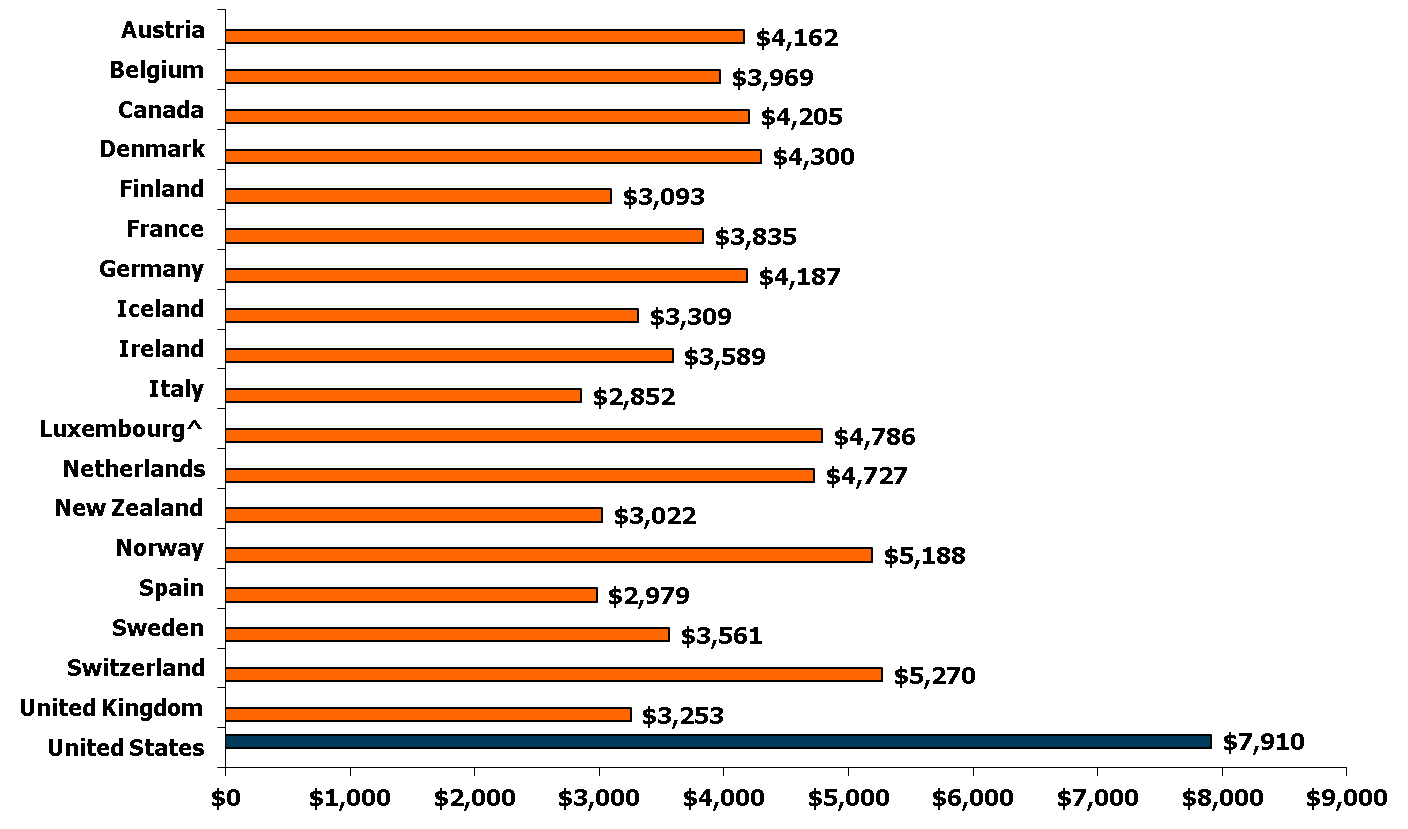 Austria $4,162
Belgium $3,969
Canada $4,205
Denmark $4,300
Finland $3,093
France $3,835
Germany $4,187
Iceland $3,309
Ireland $3,589
Italy $2,852
Luxembourg^ $4,786
Netherlands $4,727
New Zealand $3,022
Norway $5,188
Spain $2,979
Sweden $3,561
Switzerland $5,270
United Kingdom $3,253
United States $7,910
$0 $1,000 $2,000 $3,000 $4,000 $5,000 $6,000 $7,000 $8,000 $9,000